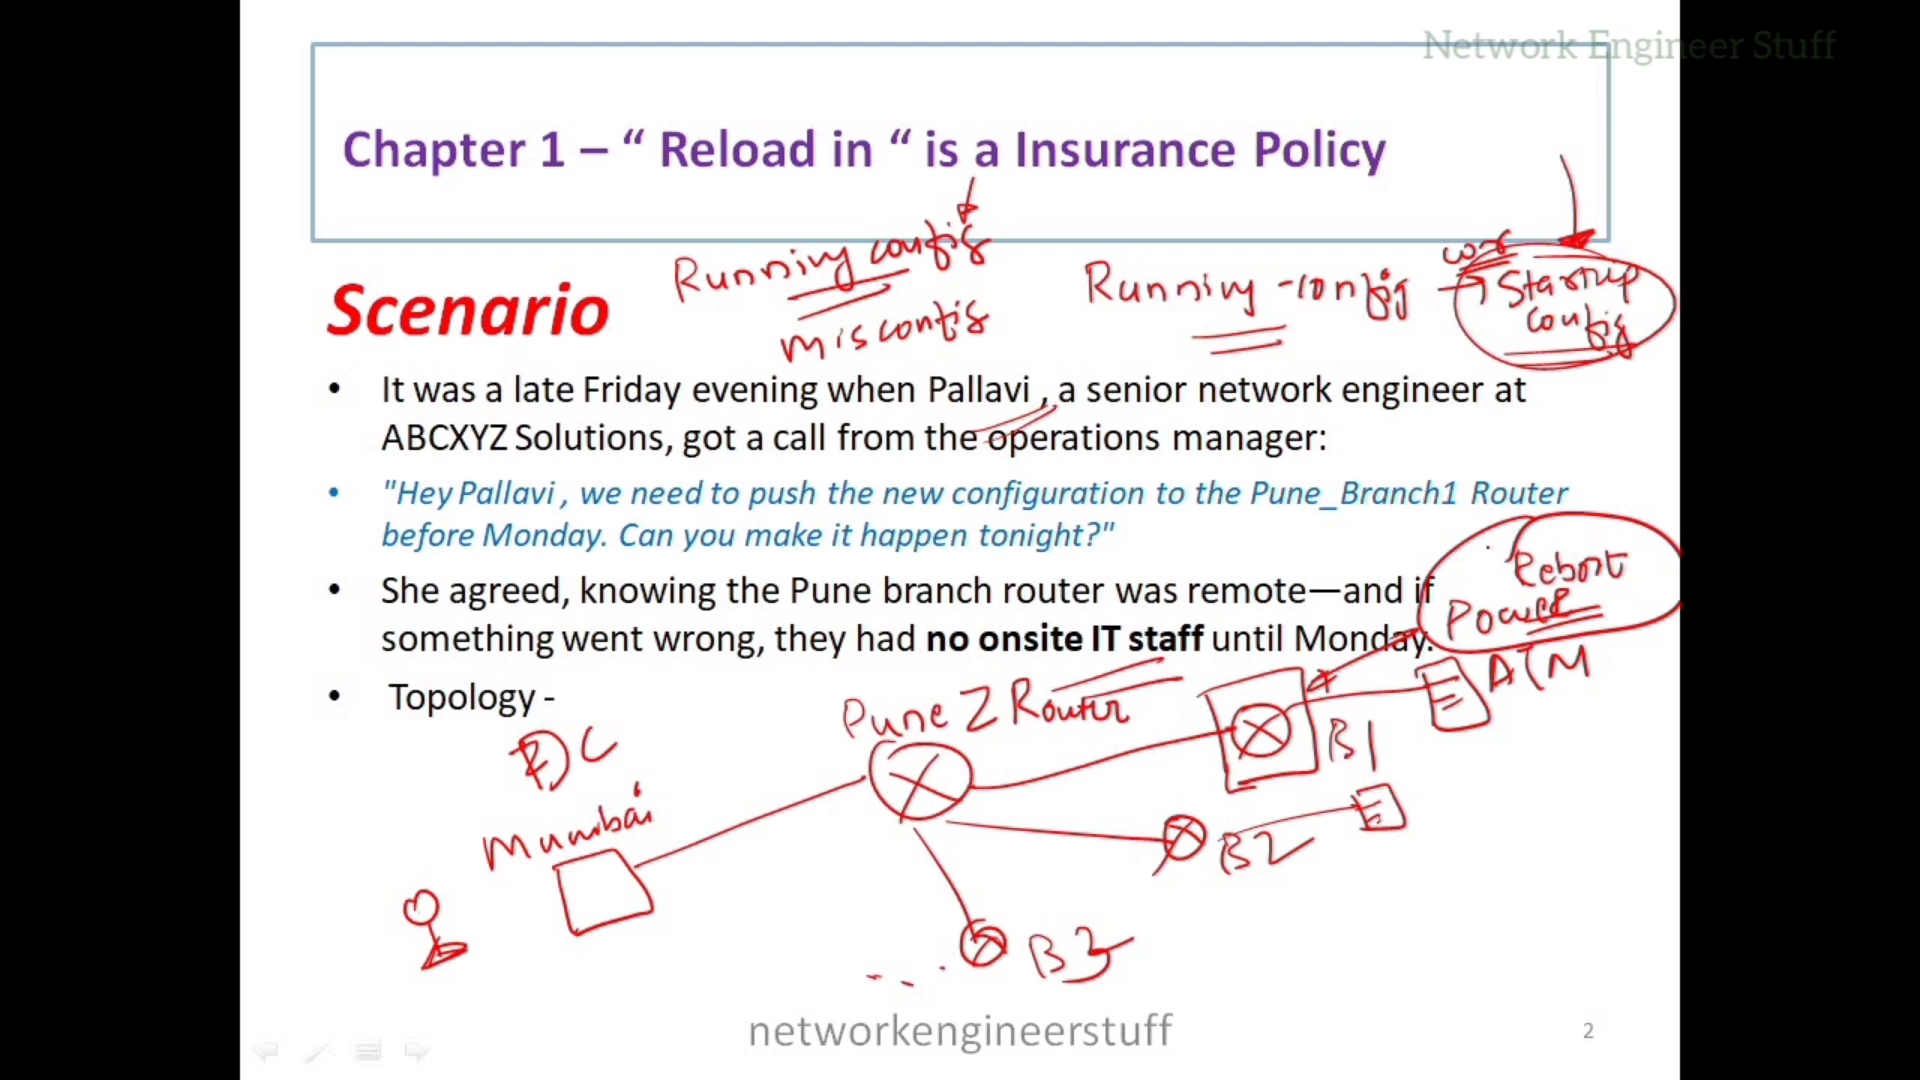 Network Engineer Stuff
Chapter 1 – “ Reload in “ is a Insurance Policy
Running config
misconfig
Running -config
Startup
config
Scenario
• It was a late Friday evening when Pallavi , a senior network engineer at
ABCXYZ Solutions, got a call from the operations manager:
• "Hey Pallavi , we need to push the new configuration to the Pune_Branch1 Router
before Monday. Can you make it happen tonight?"
• She agreed, knowing the Pune branch router was remote—and if
something went wrong, they had no onsite IT staff until Monday.
Reboot
Power
ATM
• Topology -
Pune Z Router
DC
Mumbai
B1
B2
B3
networkengineerstuff
2